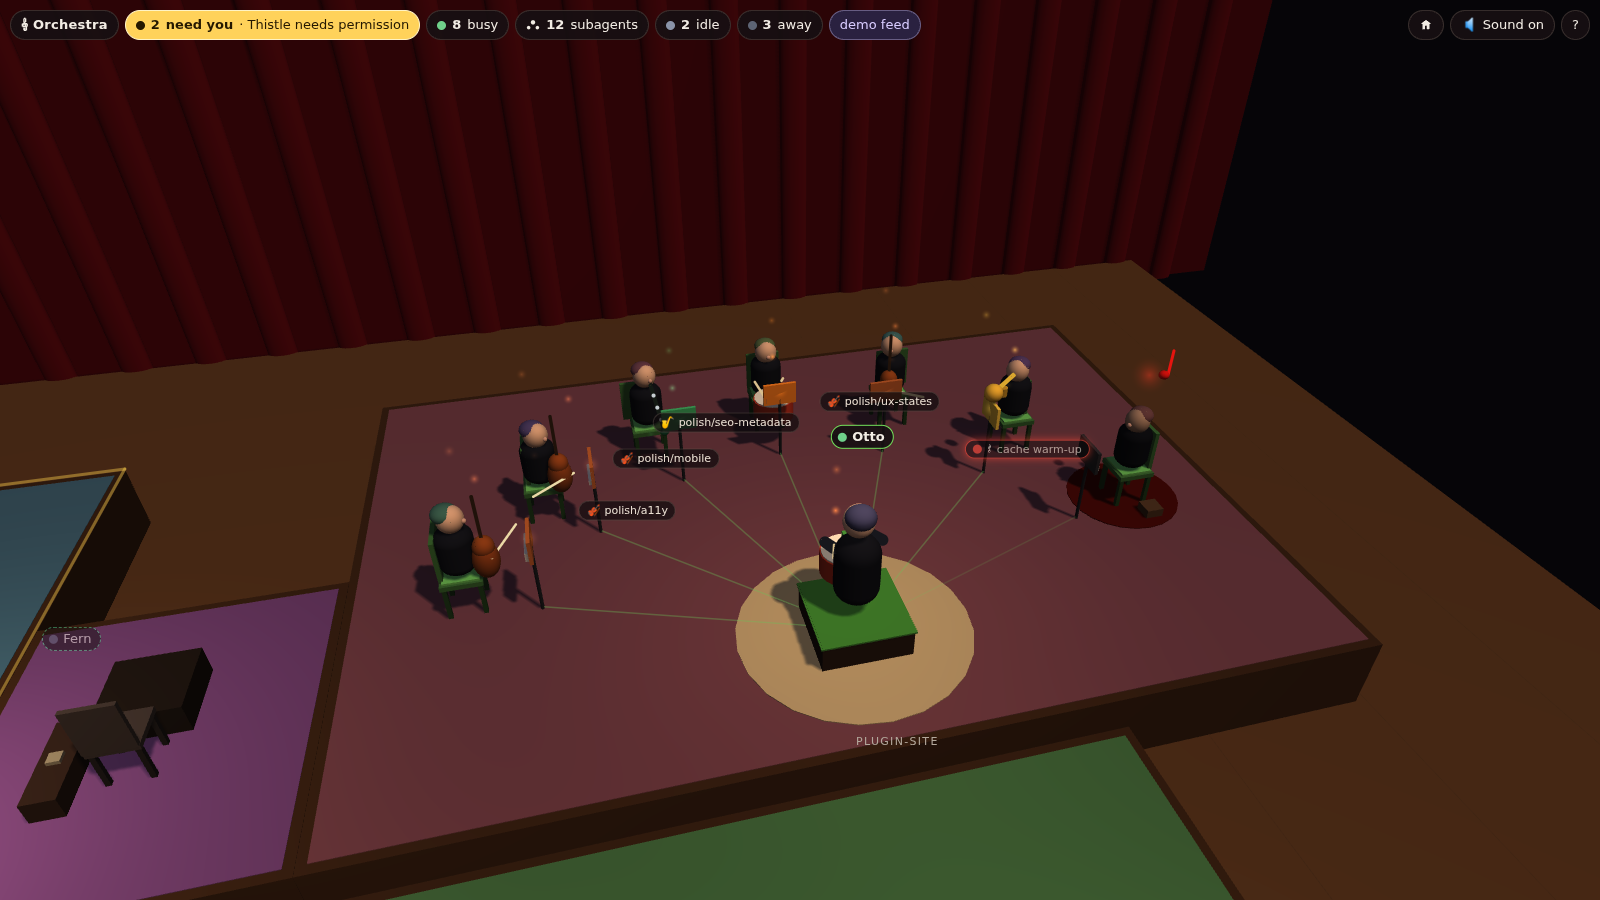 Orchestra
2 need you · Thistle needs permission
8 busy
12 subagents
2 idle
3 away
demo feed
Sound on
?
polish/ux-states
polish/seo-metadata
Otto
cache warm-up
polish/mobile
polish/a11y
Fern
PLUGIN-SITE